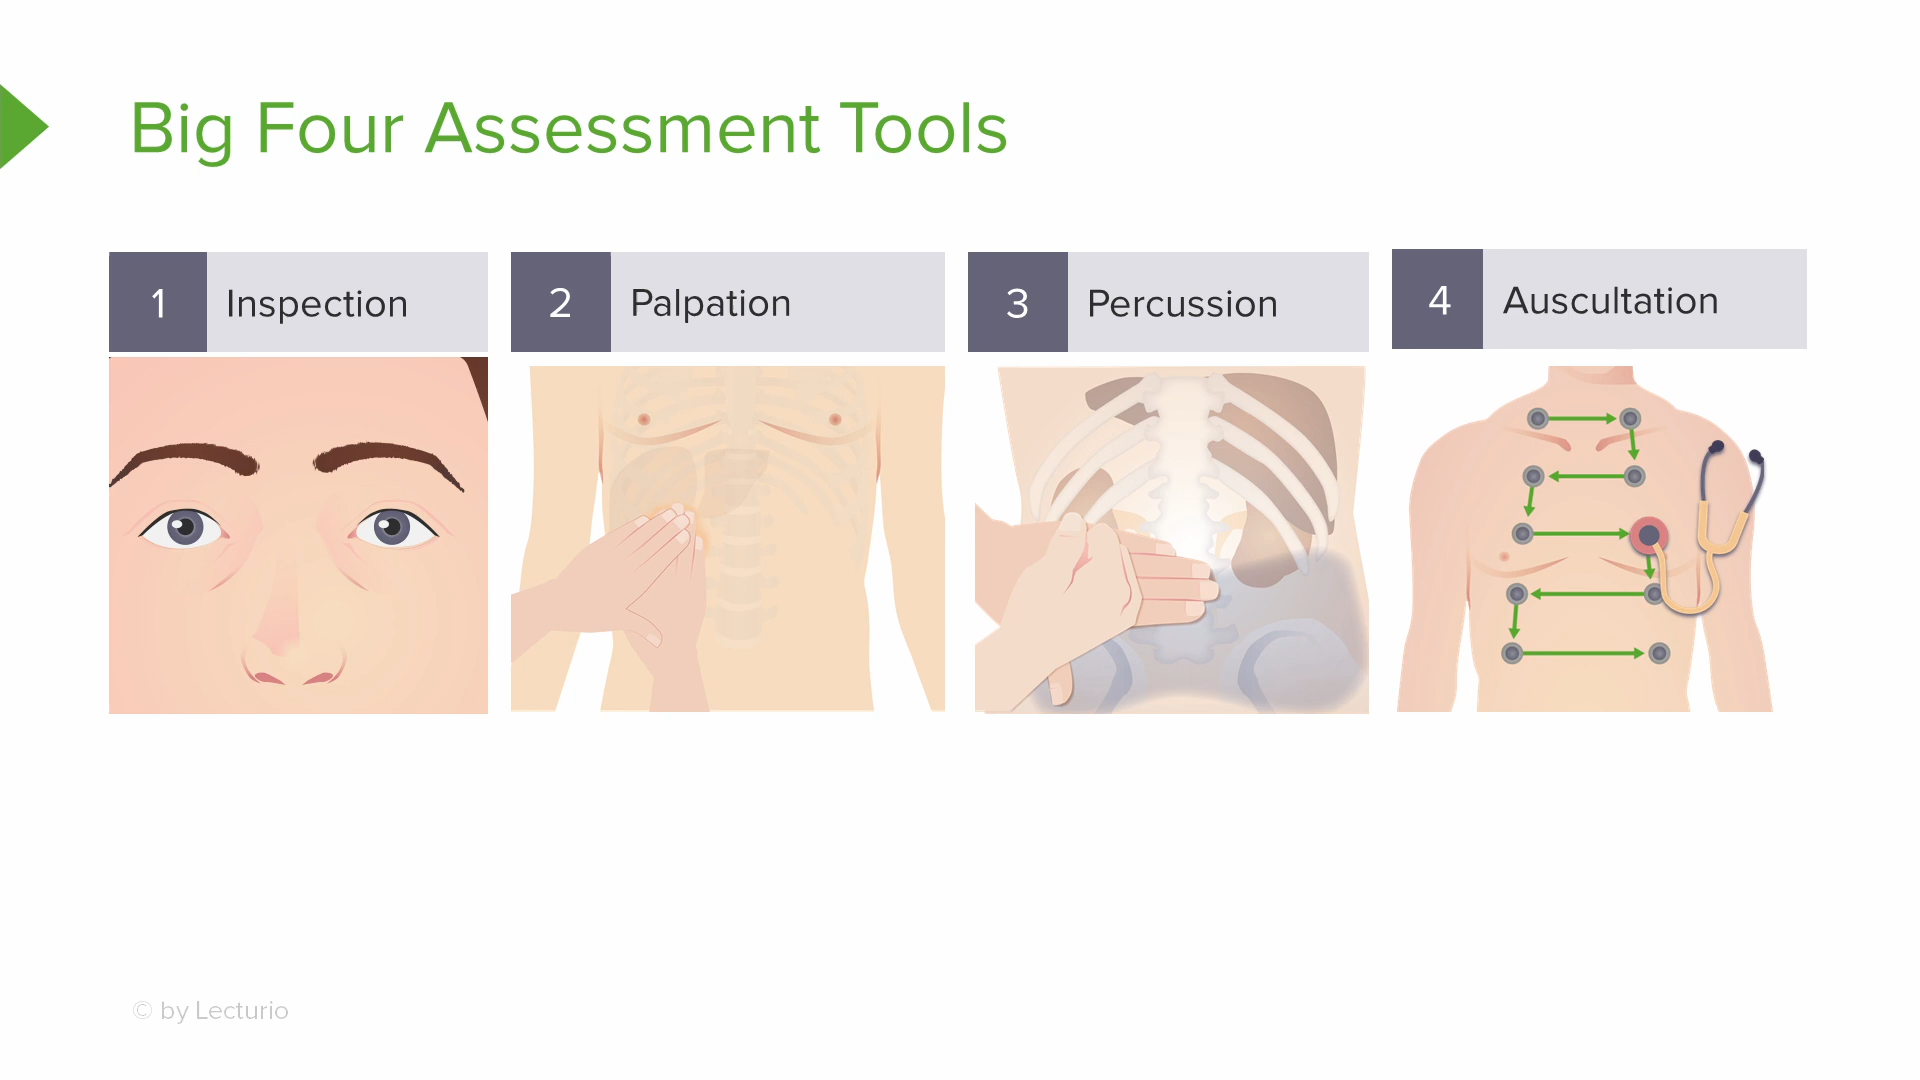 Big Four Assessment Tools
1 Inspection
2 Palpation
3 Percussion
4 Auscultation
© by Lecturio